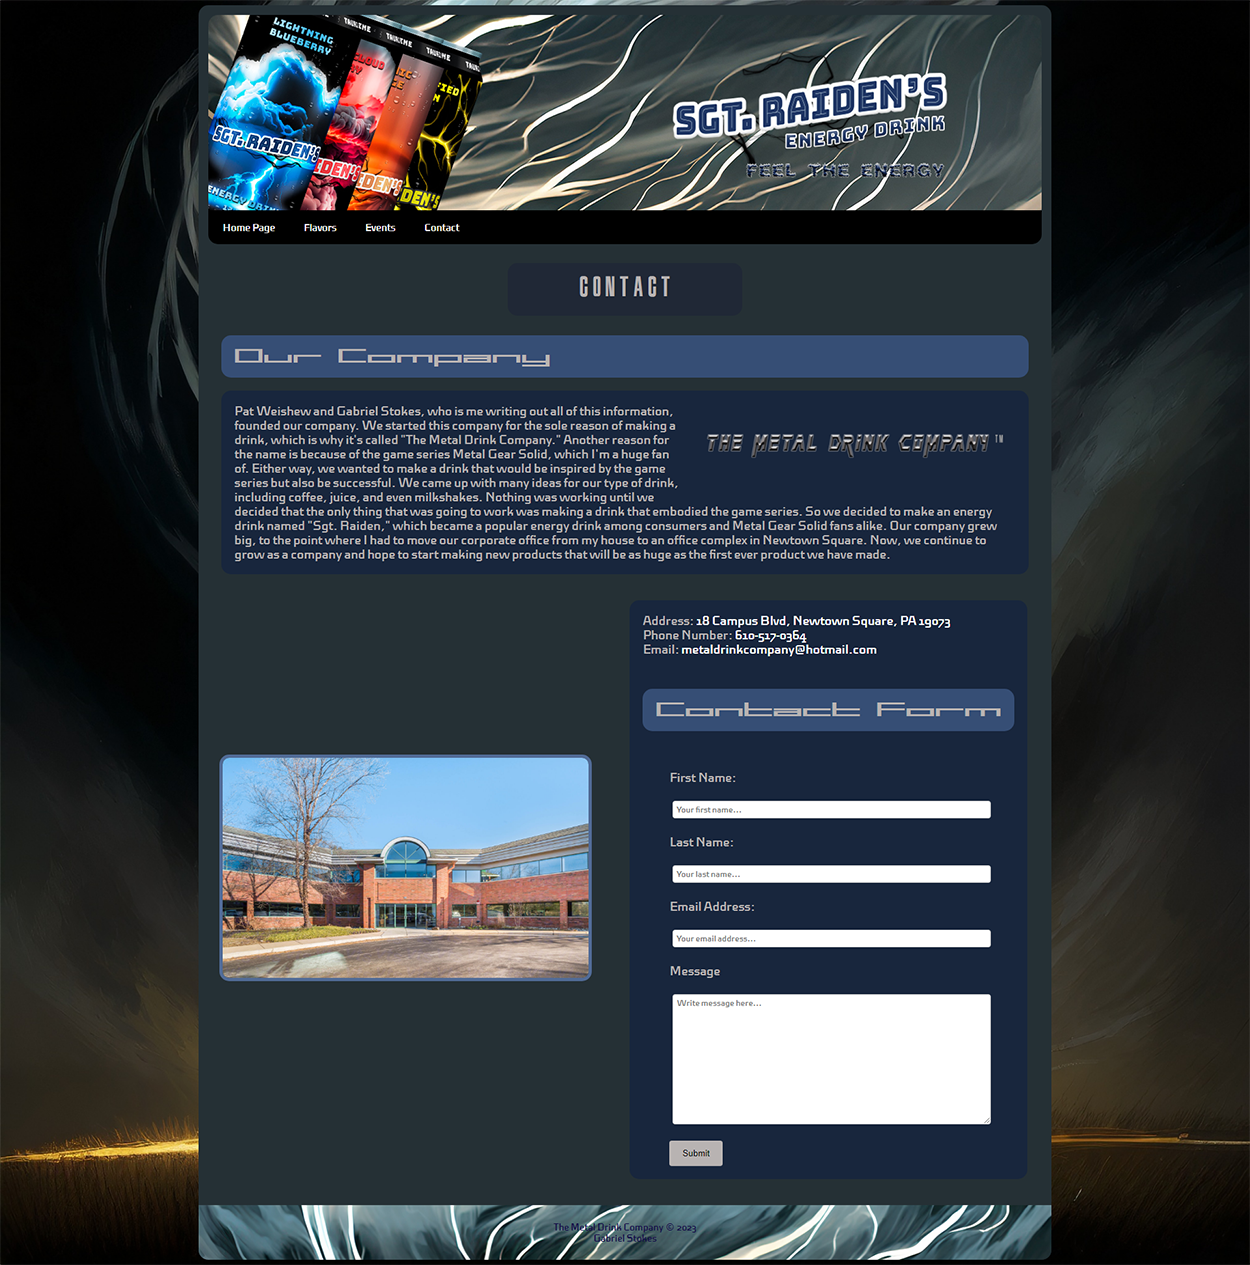 LIGHTNING
BLUEBERRY
SGT. RAIDEN'S
ENERGY DRINK
SGT. RAIDEN'S
ENERGY DRINK
FEEL THE ENERGY
Home Page Flavors Events Contact
CONTACT
Our Company
Pat Weishew and Gabriel Stokes, who is me writing out all of this information,
founded our company. We started this company for the sole reason of making a
drink, which is why it's called "The Metal Drink Company." Another reason for
the name is because of the game series Metal Gear Solid, which I'm a huge fan
of. Either way, we wanted to make a drink that would be inspired by the game
series but also be successful. We came up with many ideas for our type of drink,
including coffee, juice, and even milkshakes. Nothing was working until we
decided that the only thing that was going to work was making a drink that embodied the game series. So we decided to make an energy
drink named "Sgt. Raiden," which became a popular energy drink among consumers and Metal Gear Solid fans alike. Our company grew
big, to the point where I had to move our corporate office from my house to an office complex in Newtown Square. Now, we continue to
grow as a company and hope to start making new products that will be as huge as the first ever product we have made.
THE METAL DRINK COMPANY ™
Address: 18 Campus Blvd, Newtown Square, PA 19073
Phone Number: 610-517-0364
Email: metaldrinkcompany@hotmail.com
Contact Form
First Name:
Your first name...
Last Name:
Your last name...
Email Address:
Your email address...
Message
Write message here...
Submit
The Metal Drink Company © 2023
Gabriel Stokes